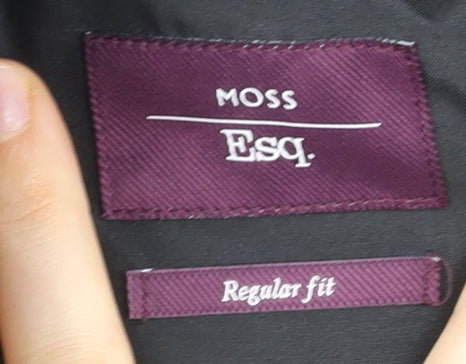 MOSS
Esq.
Regular fit